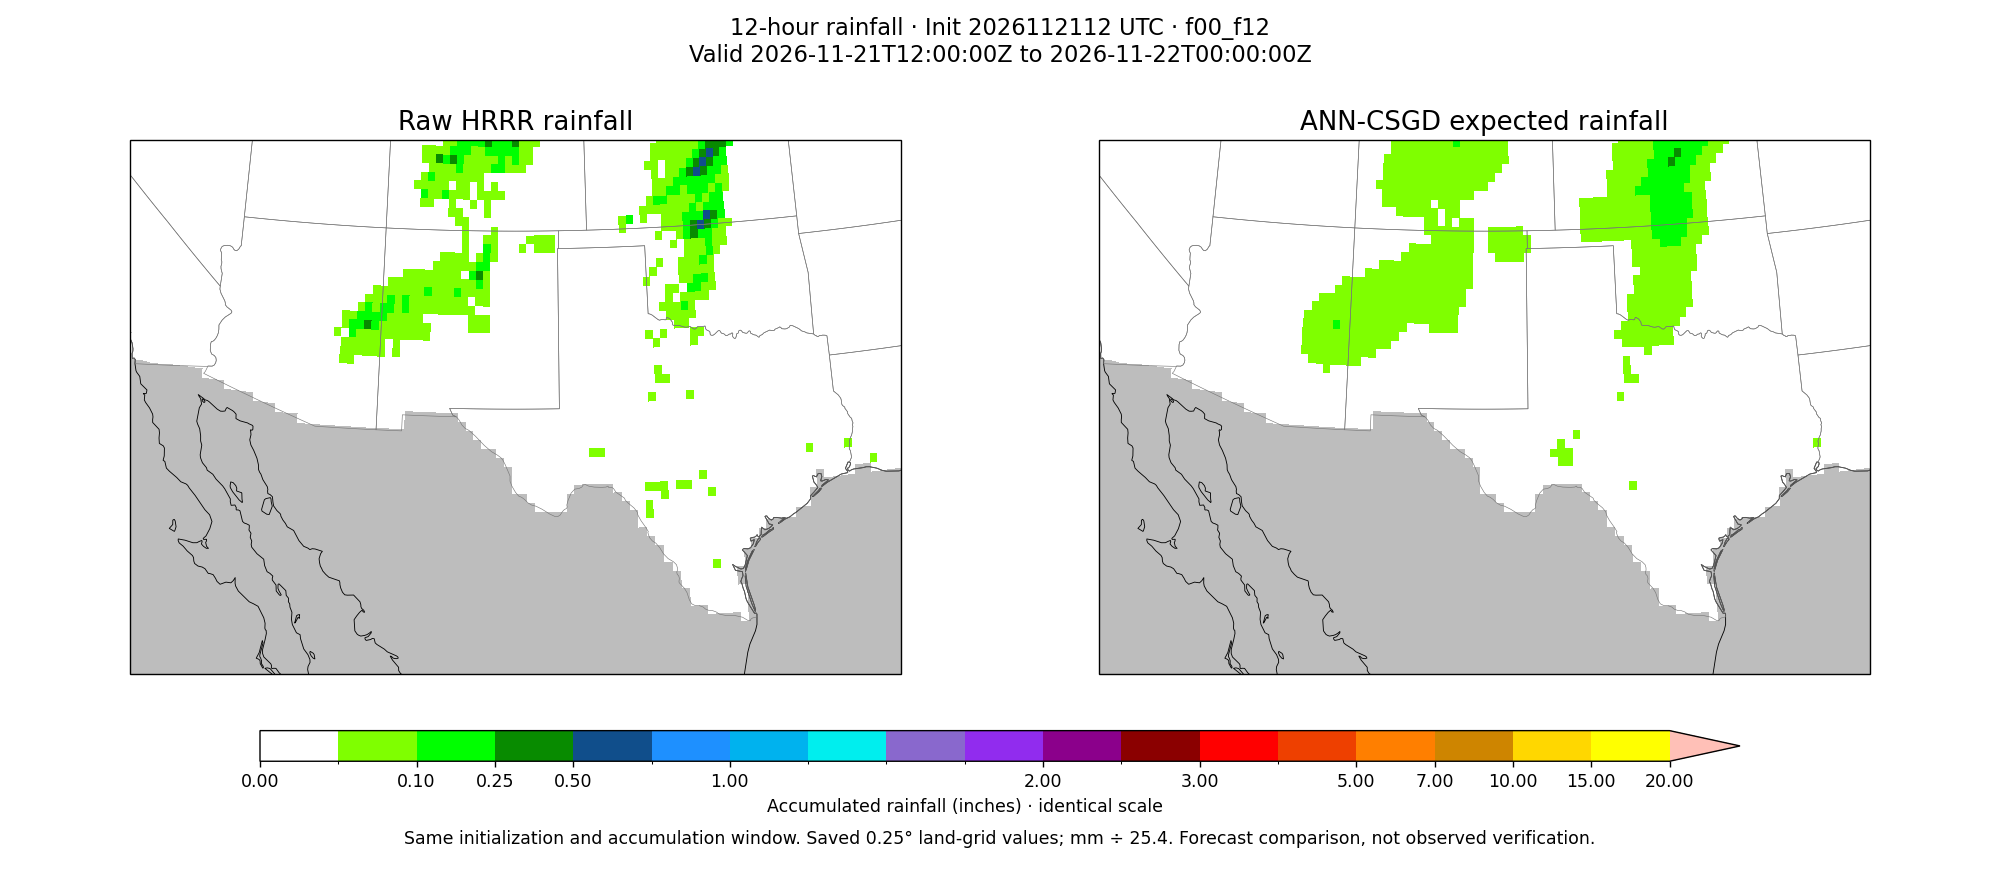 12-hour rainfall · Init 2026112112 UTC · f00_f12
Valid 2026-11-21T12:00:00Z to 2026-11-22T00:00:00Z
Raw HRRR rainfall
ANN-CSGD expected rainfall
0.00 0.10 0.25 0.50 1.00 2.00 3.00 5.00 7.00 10.00 15.00 20.00
Accumulated rainfall (inches) · identical scale
Same initialization and accumulation window. Saved 0.25° land-grid values; mm ÷ 25.4. Forecast comparison, not observed verification.